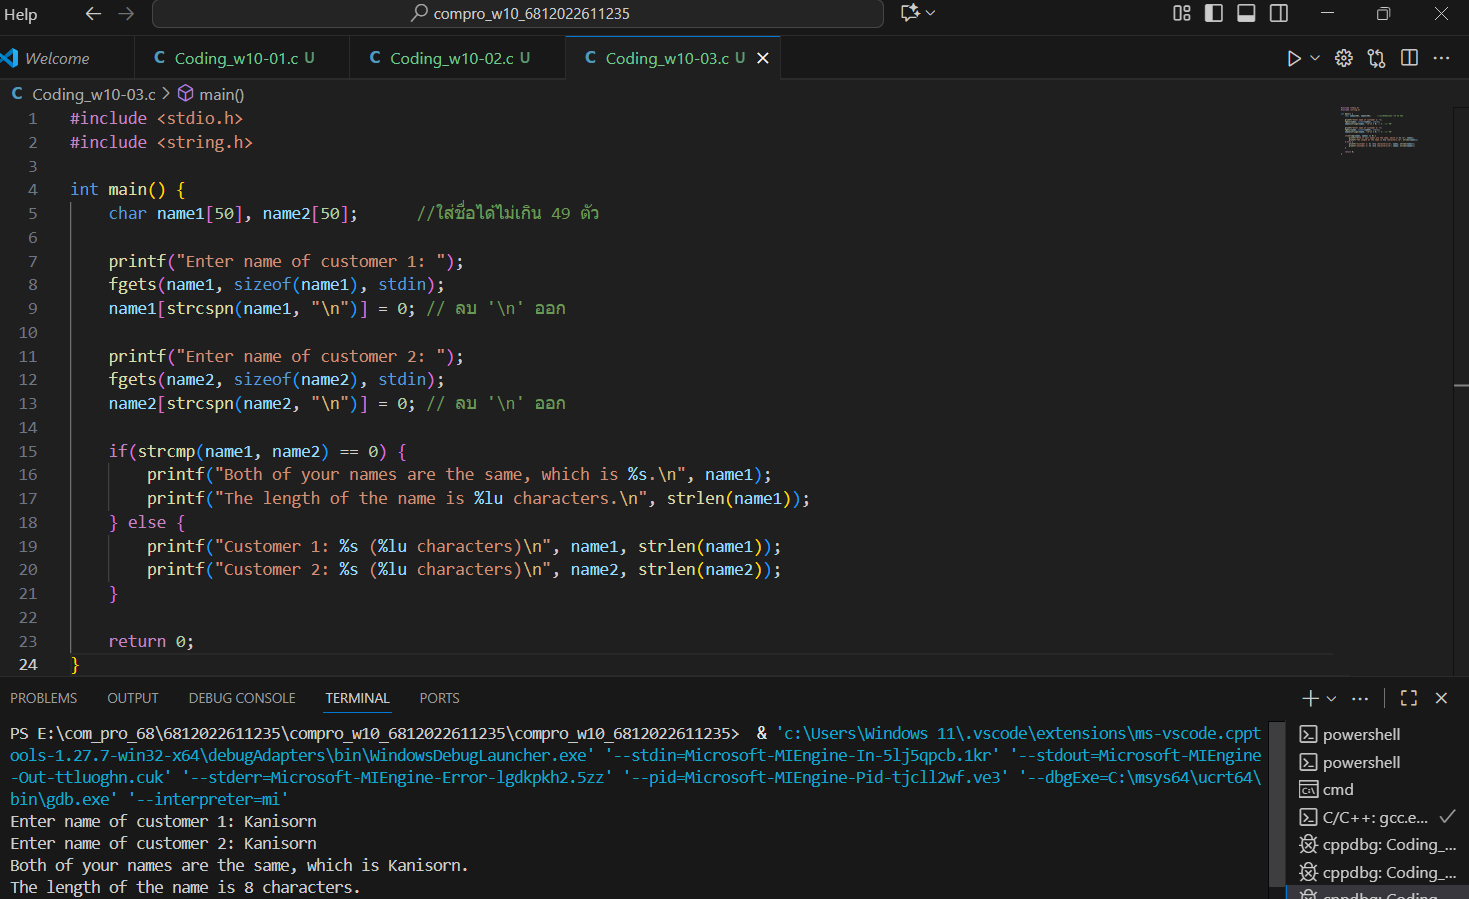 Help
compro_w10_6812022611235
Welcome
C Coding_w10-01.c U
C Coding_w10-02.c U
C Coding_w10-03.c U
C Coding_w10-03.c > main()
1 #include <stdio.h>
2 #include <string.h>
3
4 int main() {
5 char name1[50], name2[50]; //ใส่ชื่อได้ไม่เกิน 49 ตัว
6
7 printf("Enter name of customer 1: ");
8 fgets(name1, sizeof(name1), stdin);
9 name1[strcspn(name1, "\n")] = 0; // ลบ '\n' ออก
10
11 printf("Enter name of customer 2: ");
12 fgets(name2, sizeof(name2), stdin);
13 name2[strcspn(name2, "\n")] = 0; // ลบ '\n' ออก
14
15 if(strcmp(name1, name2) == 0) {
16 printf("Both of your names are the same, which is %s.\n", name1);
17 printf("The length of the name is %lu characters.\n", strlen(name1));
18 } else {
19 printf("Customer 1: %s (%lu characters)\n", name1, strlen(name1));
20 printf("Customer 2: %s (%lu characters)\n", name2, strlen(name2));
21 }
22
23 return 0;
24 }
PROBLEMS OUTPUT DEBUG CONSOLE TERMINAL PORTS
PS E:\com_pro_68\6812022611235\compro_w10_6812022611235\compro_w10_6812022611235> & 'c:\Users\Windows 11\.vscode\extensions\ms-vscode.cppt
ools-1.27.7-win32-x64\debugAdapters\bin\WindowsDebugLauncher.exe' '--stdin=Microsoft-MIEngine-In-5lj5qpcb.1kr' '--stdout=Microsoft-MIEngine
-Out-ttluoghn.cuk' '--stderr=Microsoft-MIEngine-Error-lgdkpkh2.5zz' '--pid=Microsoft-MIEngine-Pid-tjcll2wf.ve3' '--dbgExe=C:\msys64\ucrt64\
bin\gdb.exe' '--interpreter=mi'
Enter name of customer 1: Kanisorn
Enter name of customer 2: Kanisorn
Both of your names are the same, which is Kanisorn.
The length of the name is 8 characters.
powershell
powershell
cmd
C/C++: gcc.e...
cppdbg: Coding_...
cppdbg: Coding_...
cppdbg: Coding